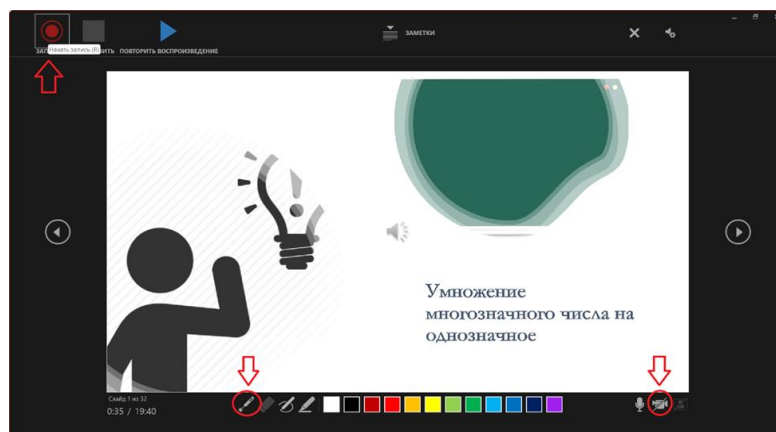 Начать запись (R)
ПОВТОРИТЬ ВОСПРОИЗВЕДЕНИЕ
ЗАМЕТКИ
Умножение
многозначного числа на
однозначное
Слайд 1 из 32
0:35 / 19:40